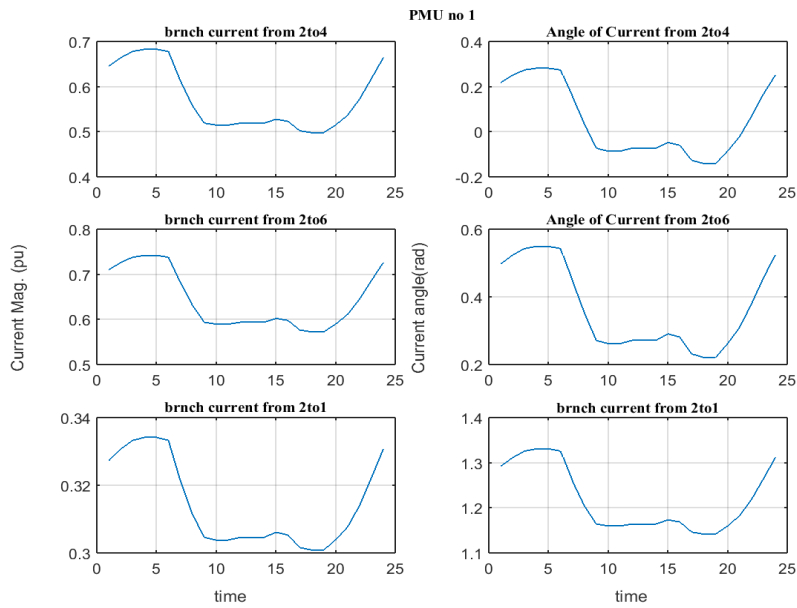 PMU no 1
brnch current from 2to4
0.7
0.6
0.5
0.4
0 5 10 15 20 25
Angle of Current from 2to4
0.4
0.2
0
-0.2
0 5 10 15 20 25
brnch current from 2to6
0.8
0.7
0.6
0.5
0 5 10 15 20 25
Current Mag. (pu)
Angle of Current from 2to6
0.6
0.4
0.2
0 5 10 15 20 25
Current angle(rad)
brnch current from 2to1
0.34
0.32
0.3
0 5 10 15 20 25
time
brnch current from 2to1
1.4
1.3
1.2
1.1
0 5 10 15 20 25
time